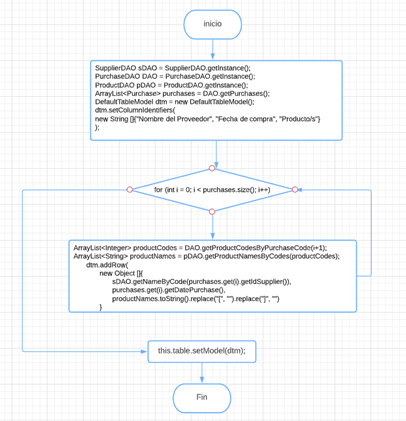 inicio
SupplierDAO sDAO = SupplierDAO.getInstance();
PurchaseDAO DAO = PurchaseDAO.getInstance();
ProductDAO pDAO = ProductDAO.getInstance();
ArrayList<Purchase> purchases = DAO.getPurchases();
DefaultTableModel dtm = new DefaultTableModel();
dtm.setColumnIdentifiers(
new String []{"Nombre del Proveedor", "Fecha de compra", "Producto/s"}
);
for (int i = 0; i < purchases.size(); i++)
ArrayList<Integer> productCodes = DAO.getProductCodesByPurchaseCode(i+1);
ArrayList<String> productNames = pDAO.getProductNamesByCodes(productCodes);
dtm.addRow(
new Object []{
sDAO.getNameByCode(purchases.get(i).getIdSupplier()),
purchases.get(i).getDatePurchase(),
productNames.toString().replace("[", "").replace("]", "")
}
this.table.setModel(dtm);
Fin